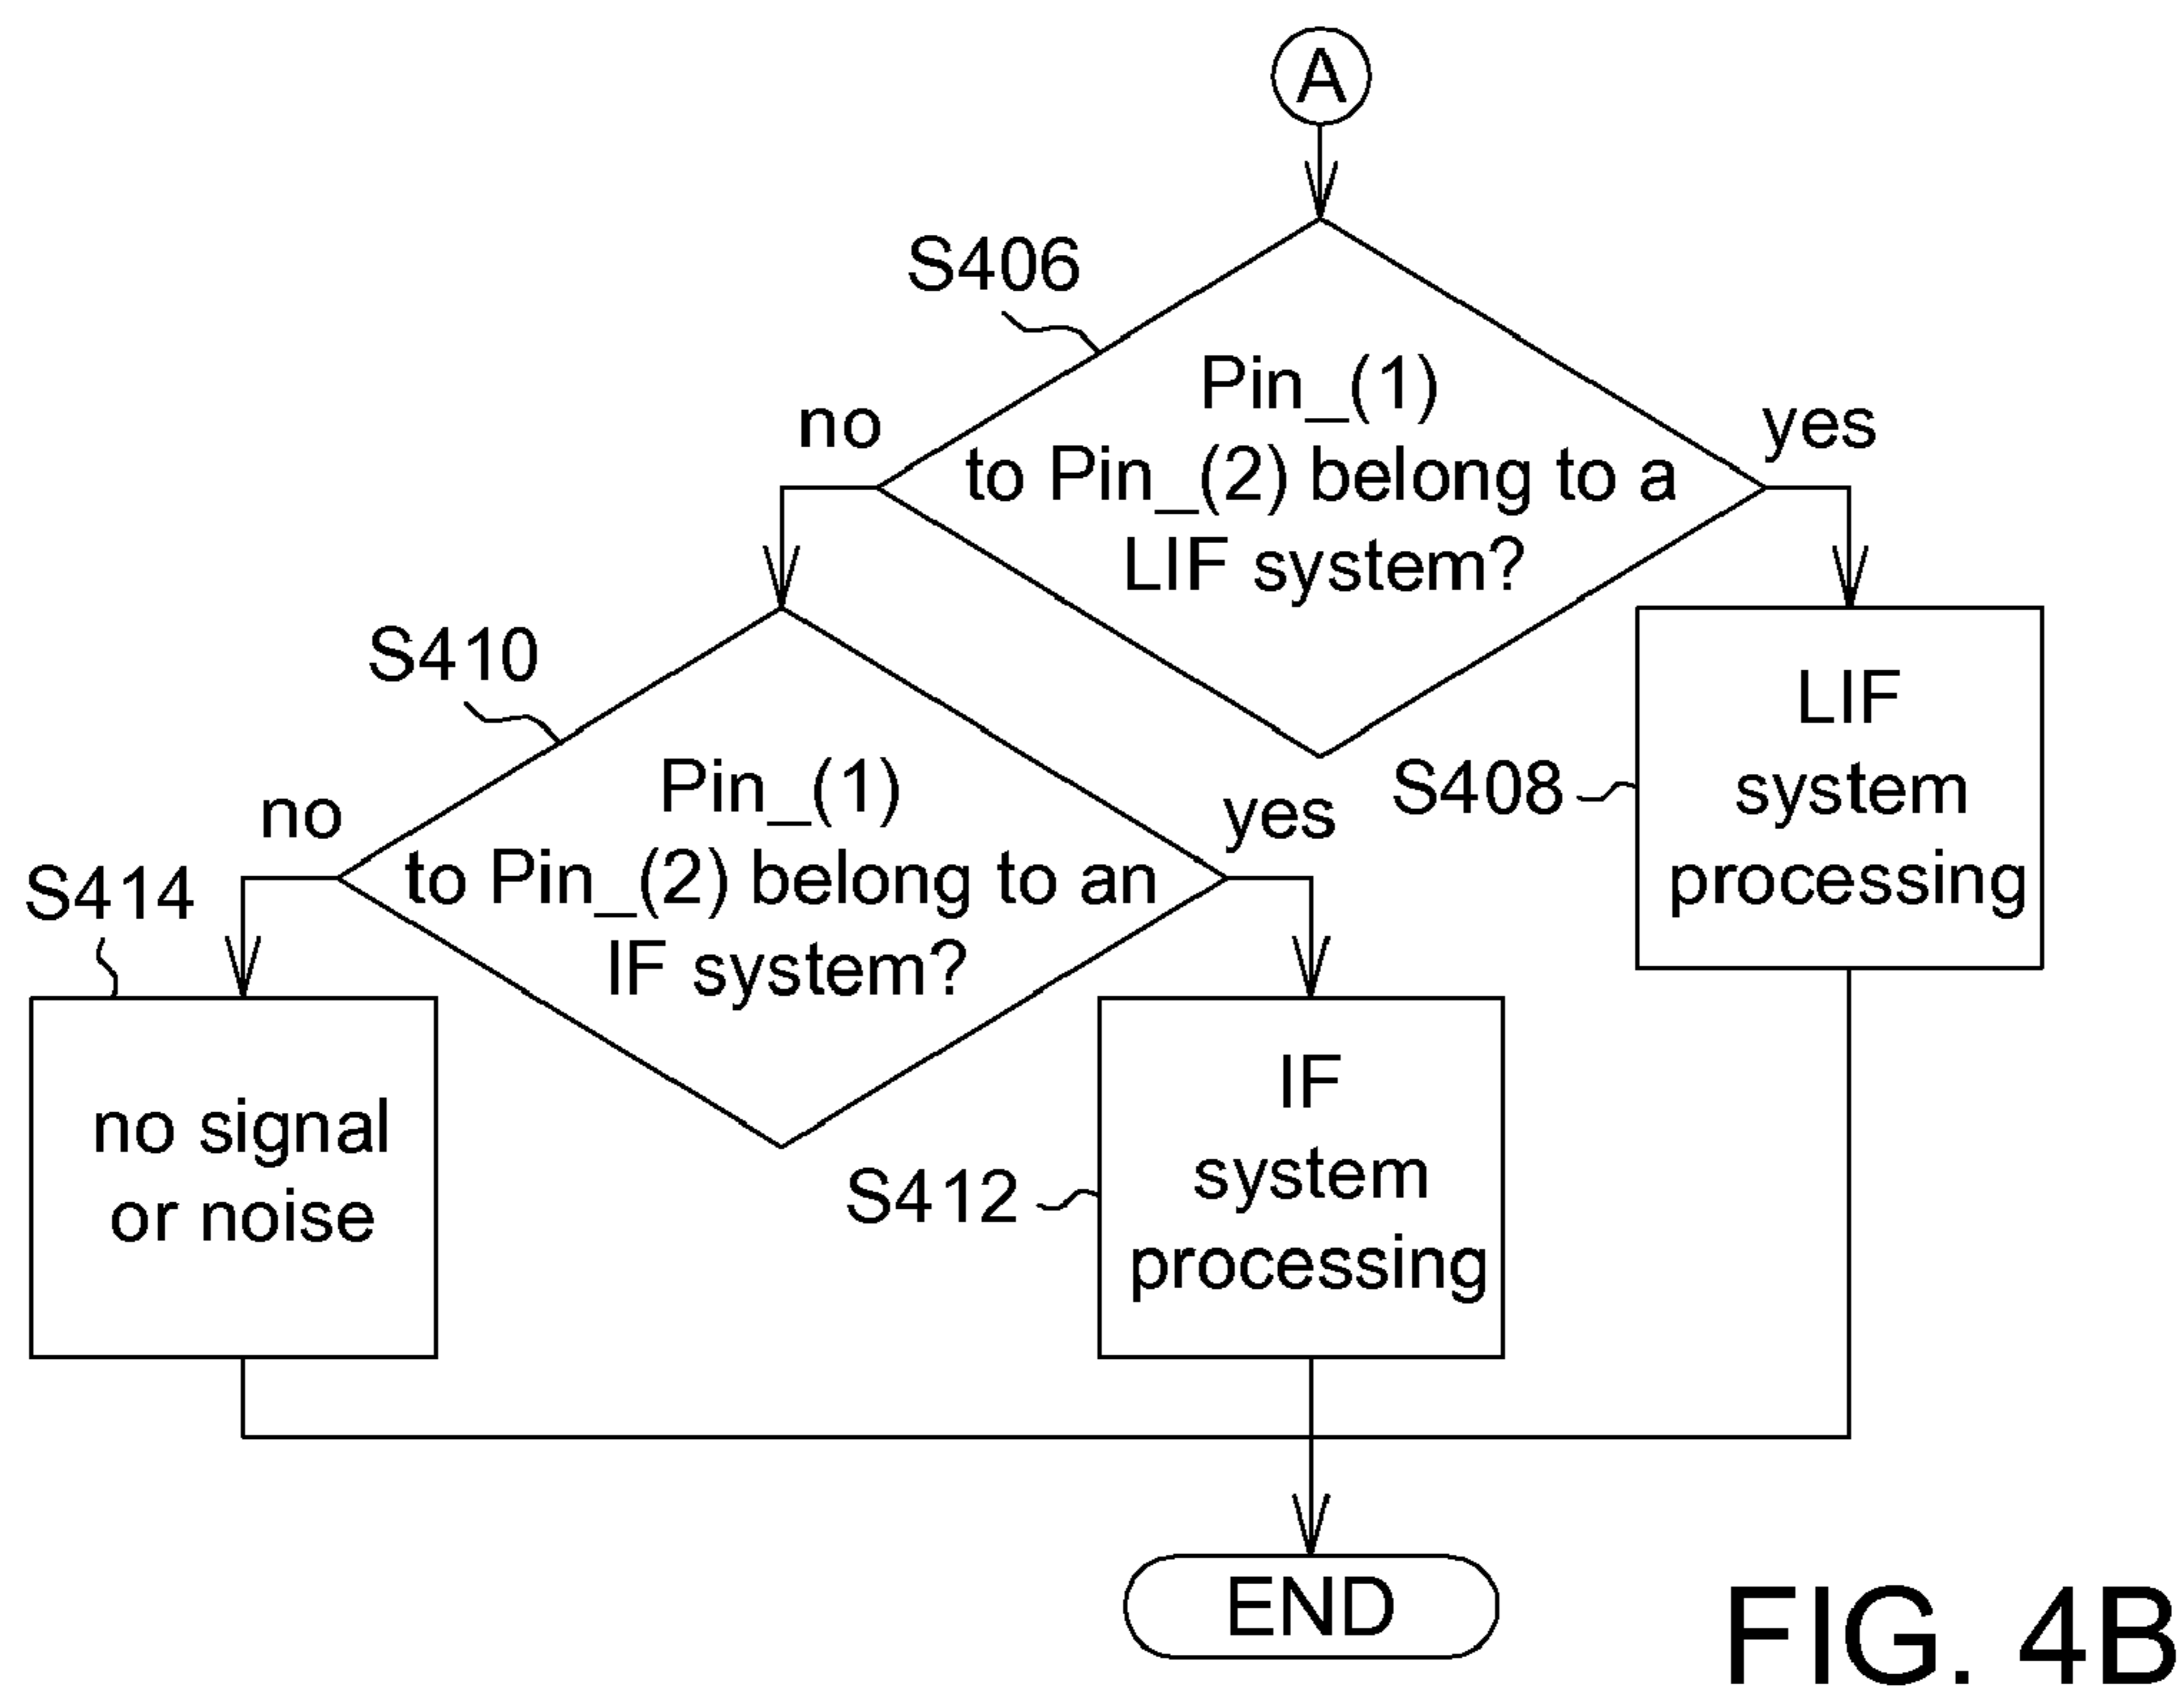 A
S406
Pin_(1)
to Pin_(2) belong to a
LIF system?
no
yes
S410
Pin_(1)
to Pin_(2) belong to an
IF system?
no
yes
S408
LIF
system
processing
S414
no signal
or noise
S412
IF
system
processing
END
FIG. 4B